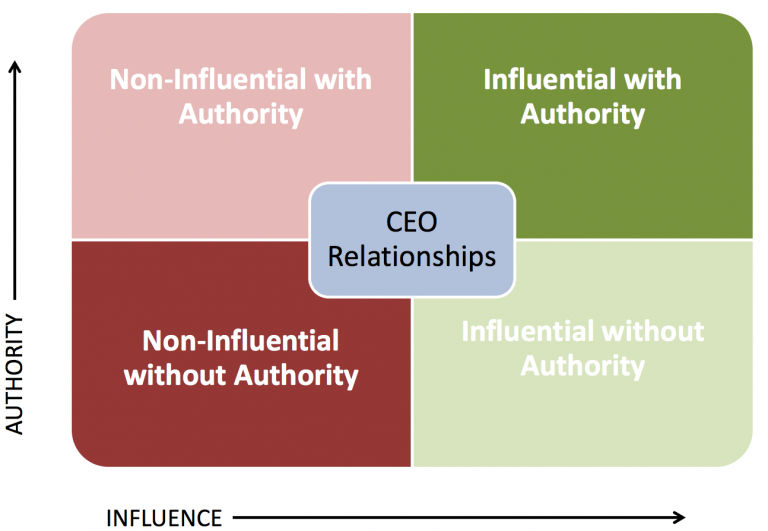 Non-Influential with
Authority
Influential with
Authority
CEO
Relationships
Non-Influential
without Authority
Influential without
Authority
AUTHORITY
INFLUENCE